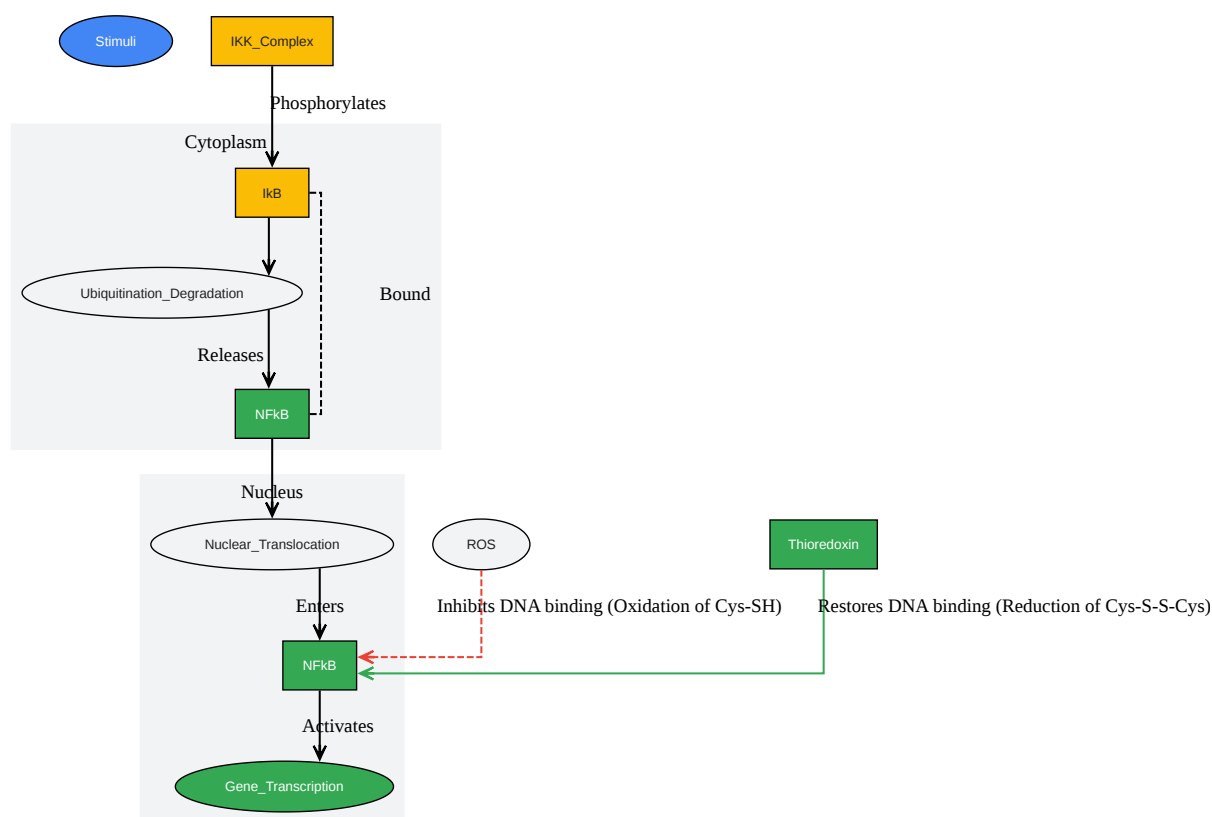 Stimuli
IKK_Complex
Phosphorylates
Cytoplasm
IkB
Ubiquitination_Degradation
Bound
Releases
NFkB
Nucleus
Nuclear_Translocation
ROS
Thioredoxin
Enters
Inhibits DNA binding (Oxidation of Cys-SH)
Restores DNA binding (Reduction of Cys-S-S-Cys)
NFkB
Activates
Gene_Transcription